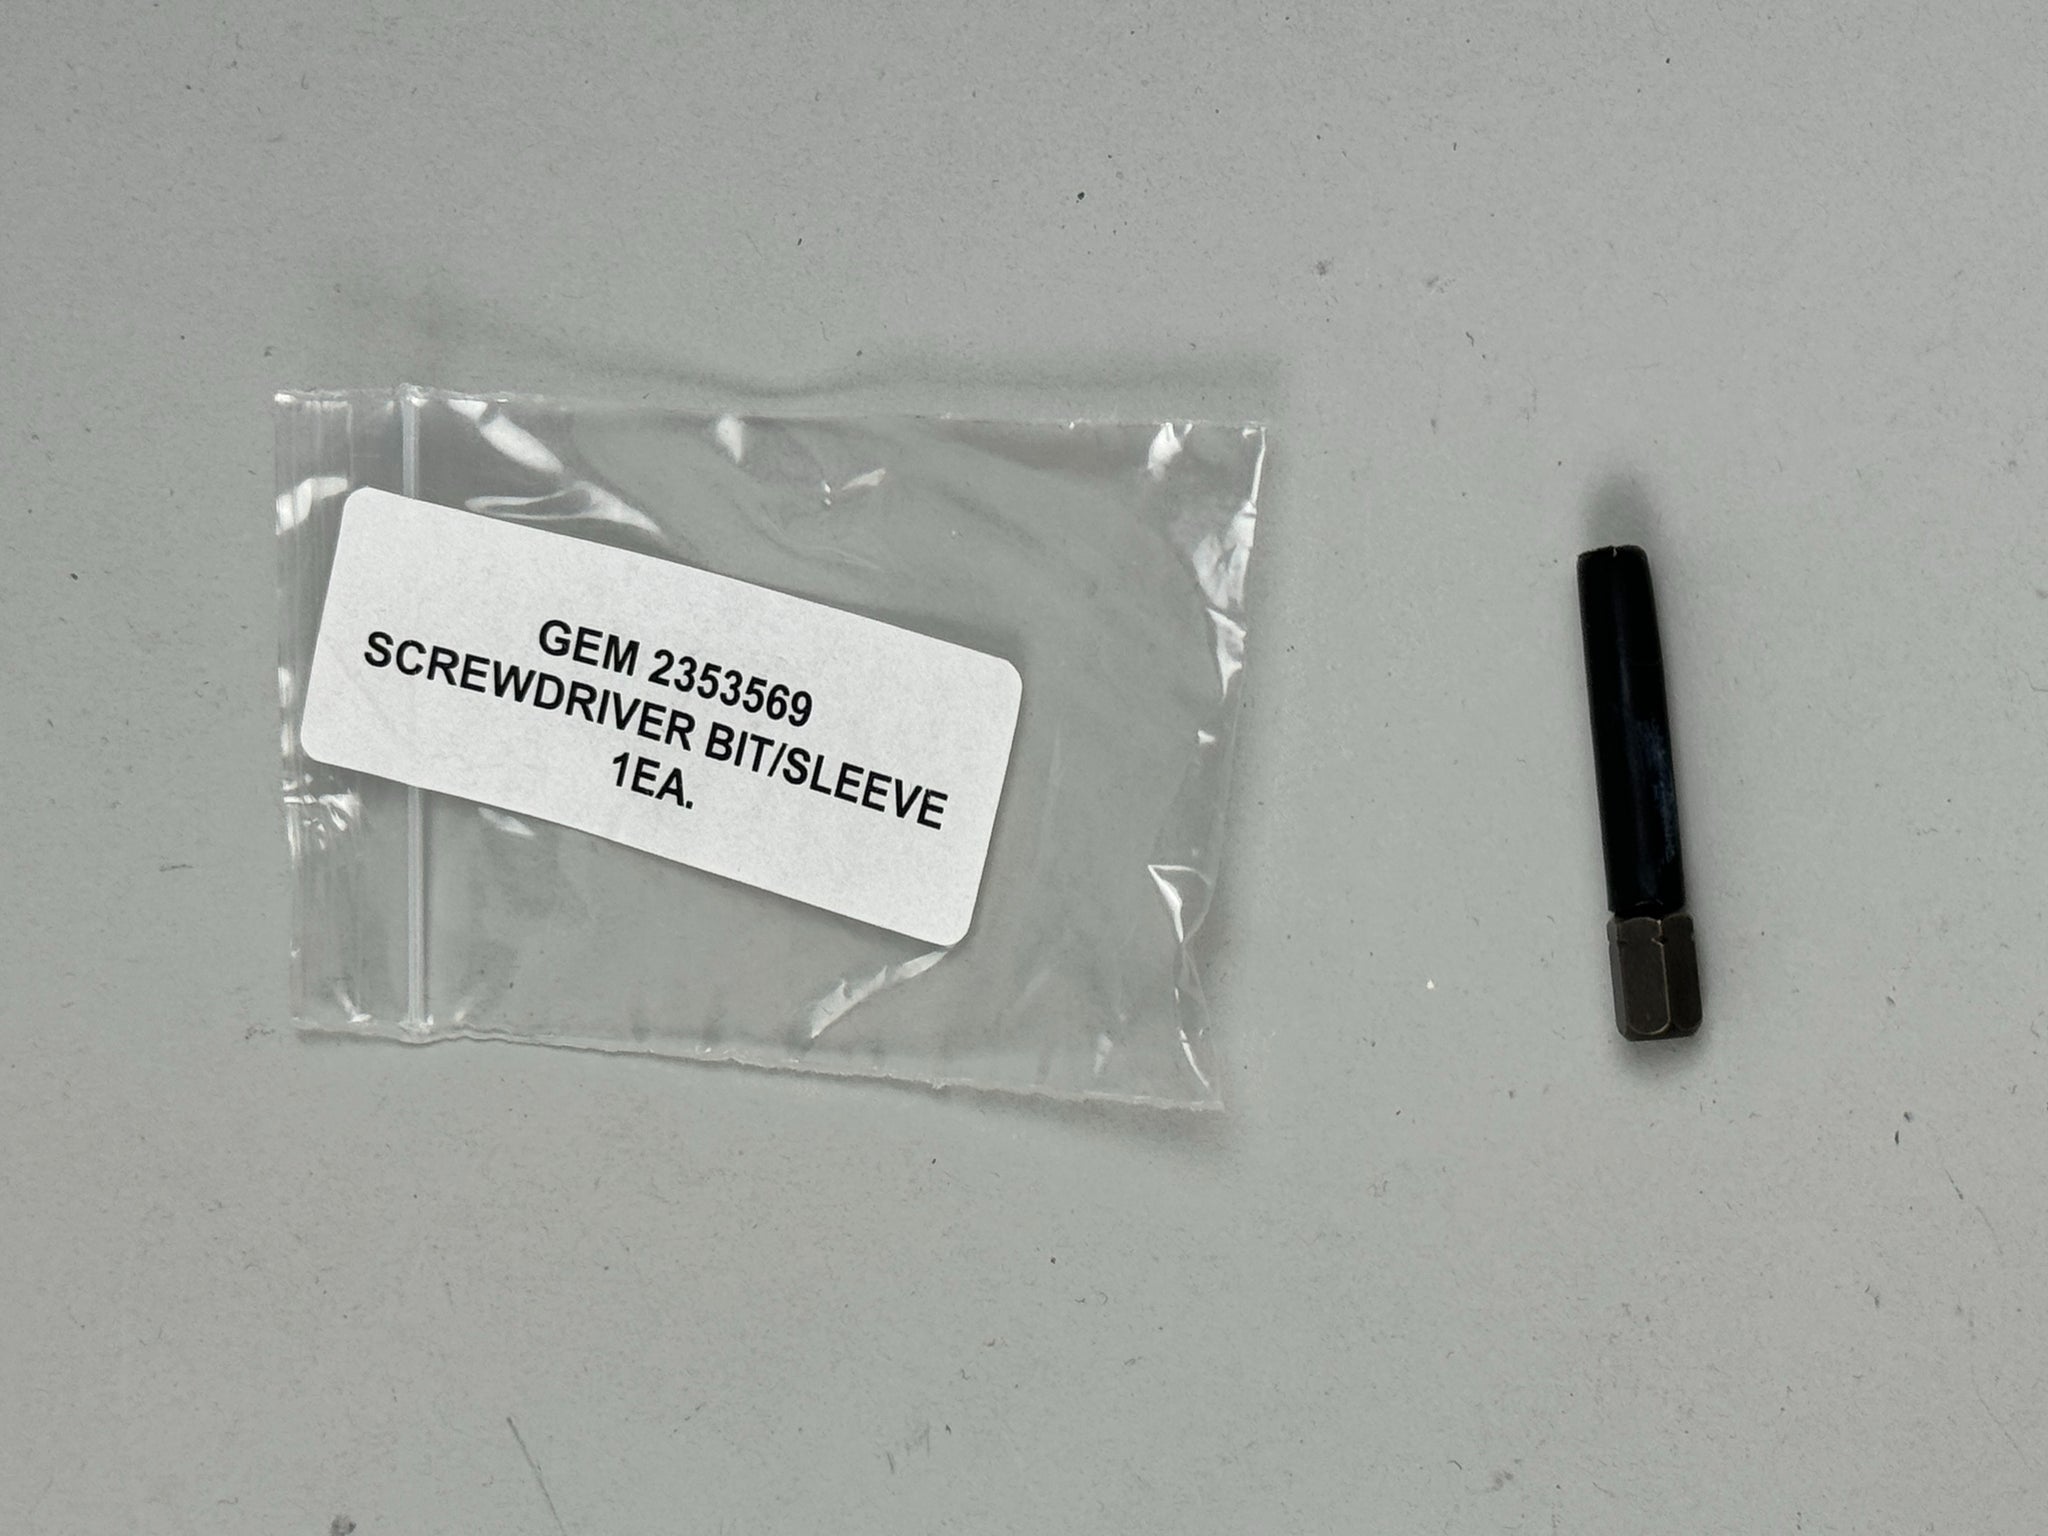 GEM 2353569
SCREWDRIVER BIT/SLEEVE
1EA.